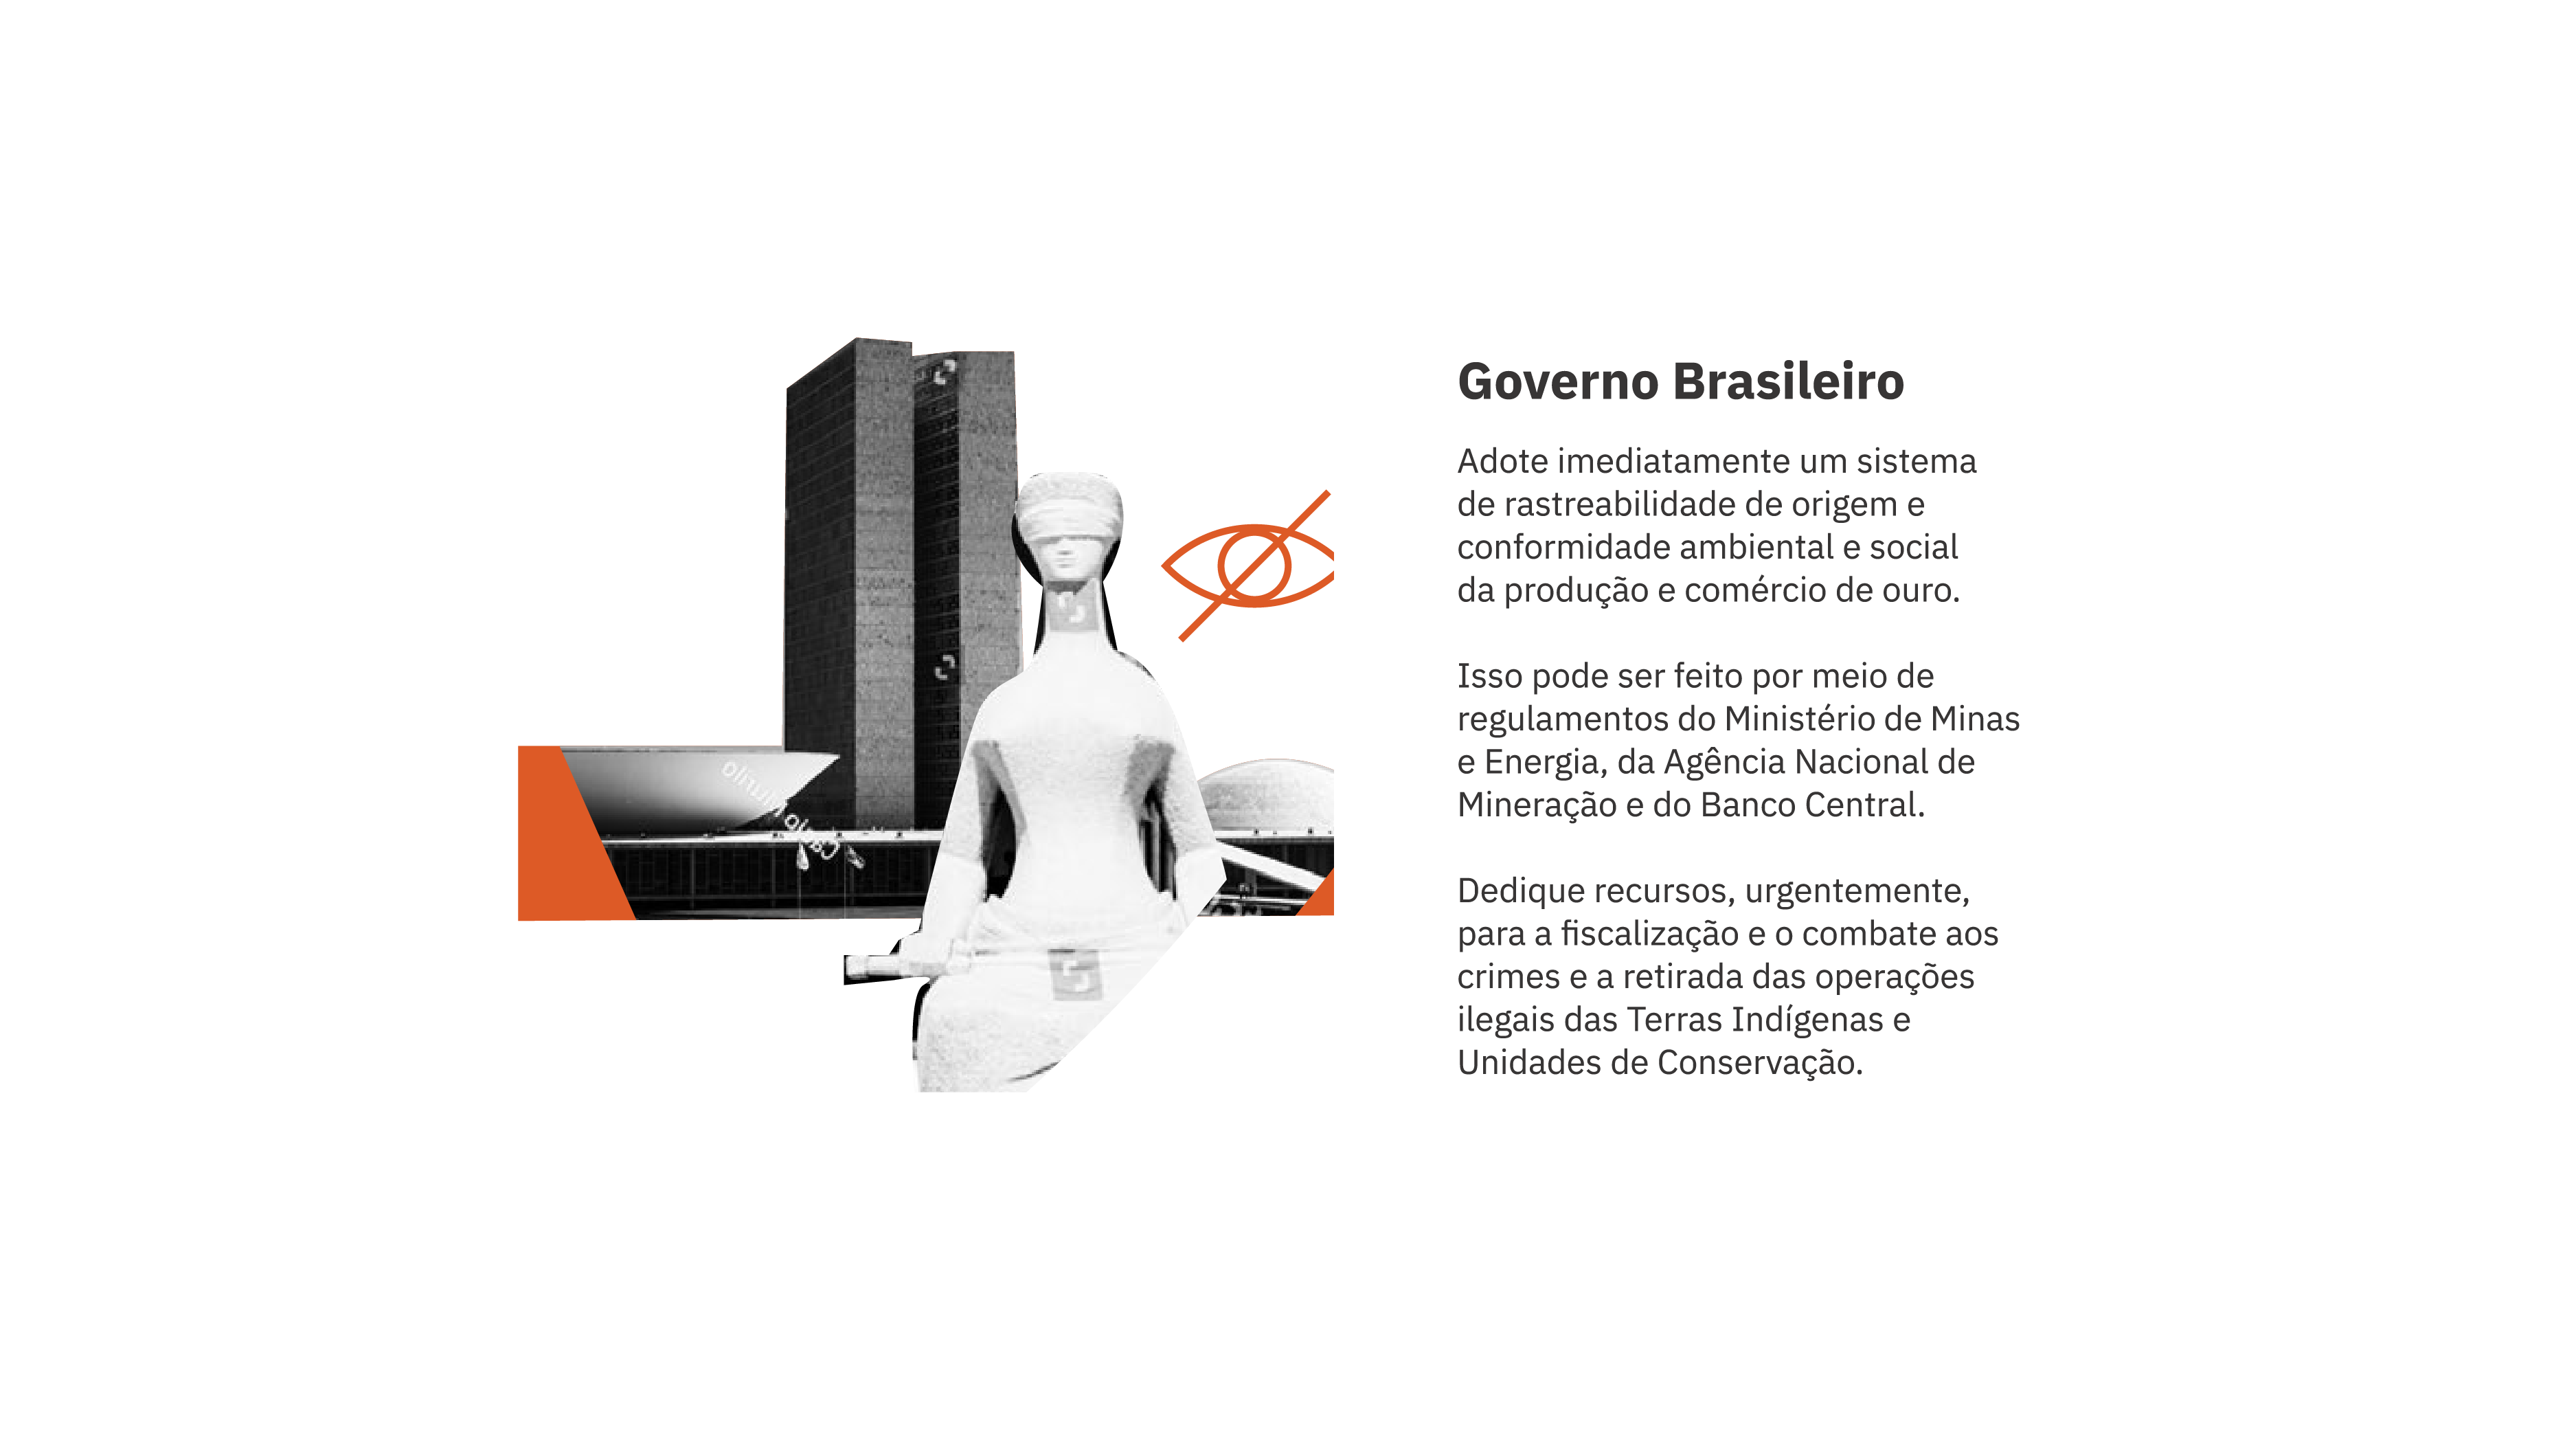 Governo Brasileiro
Adote imediatamente um sistema
de rastreabilidade de origem e
conformidade ambiental e social
da produção e comércio de ouro.
Isso pode ser feito por meio de
regulamentos do Ministério de Minas
e Energia, da Agência Nacional de
Mineração e do Banco Central.
Dedique recursos, urgentemente,
para a fiscalização e o combate aos
crimes e a retirada das operações
ilegais das Terras Indígenas e
Unidades de Conservação.